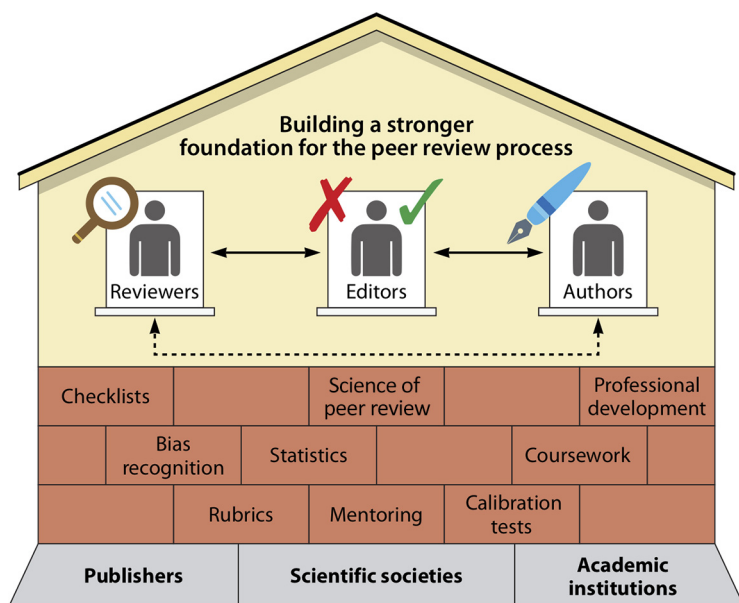 Building a stronger
foundation for the peer review process
Reviewers
Editors
Authors
Checklists
Science of
peer review
Professional
development
Bias
recognition
Statistics
Coursework
Rubrics
Mentoring
Calibration
tests
Publishers
Scientific societies
Academic
institutions